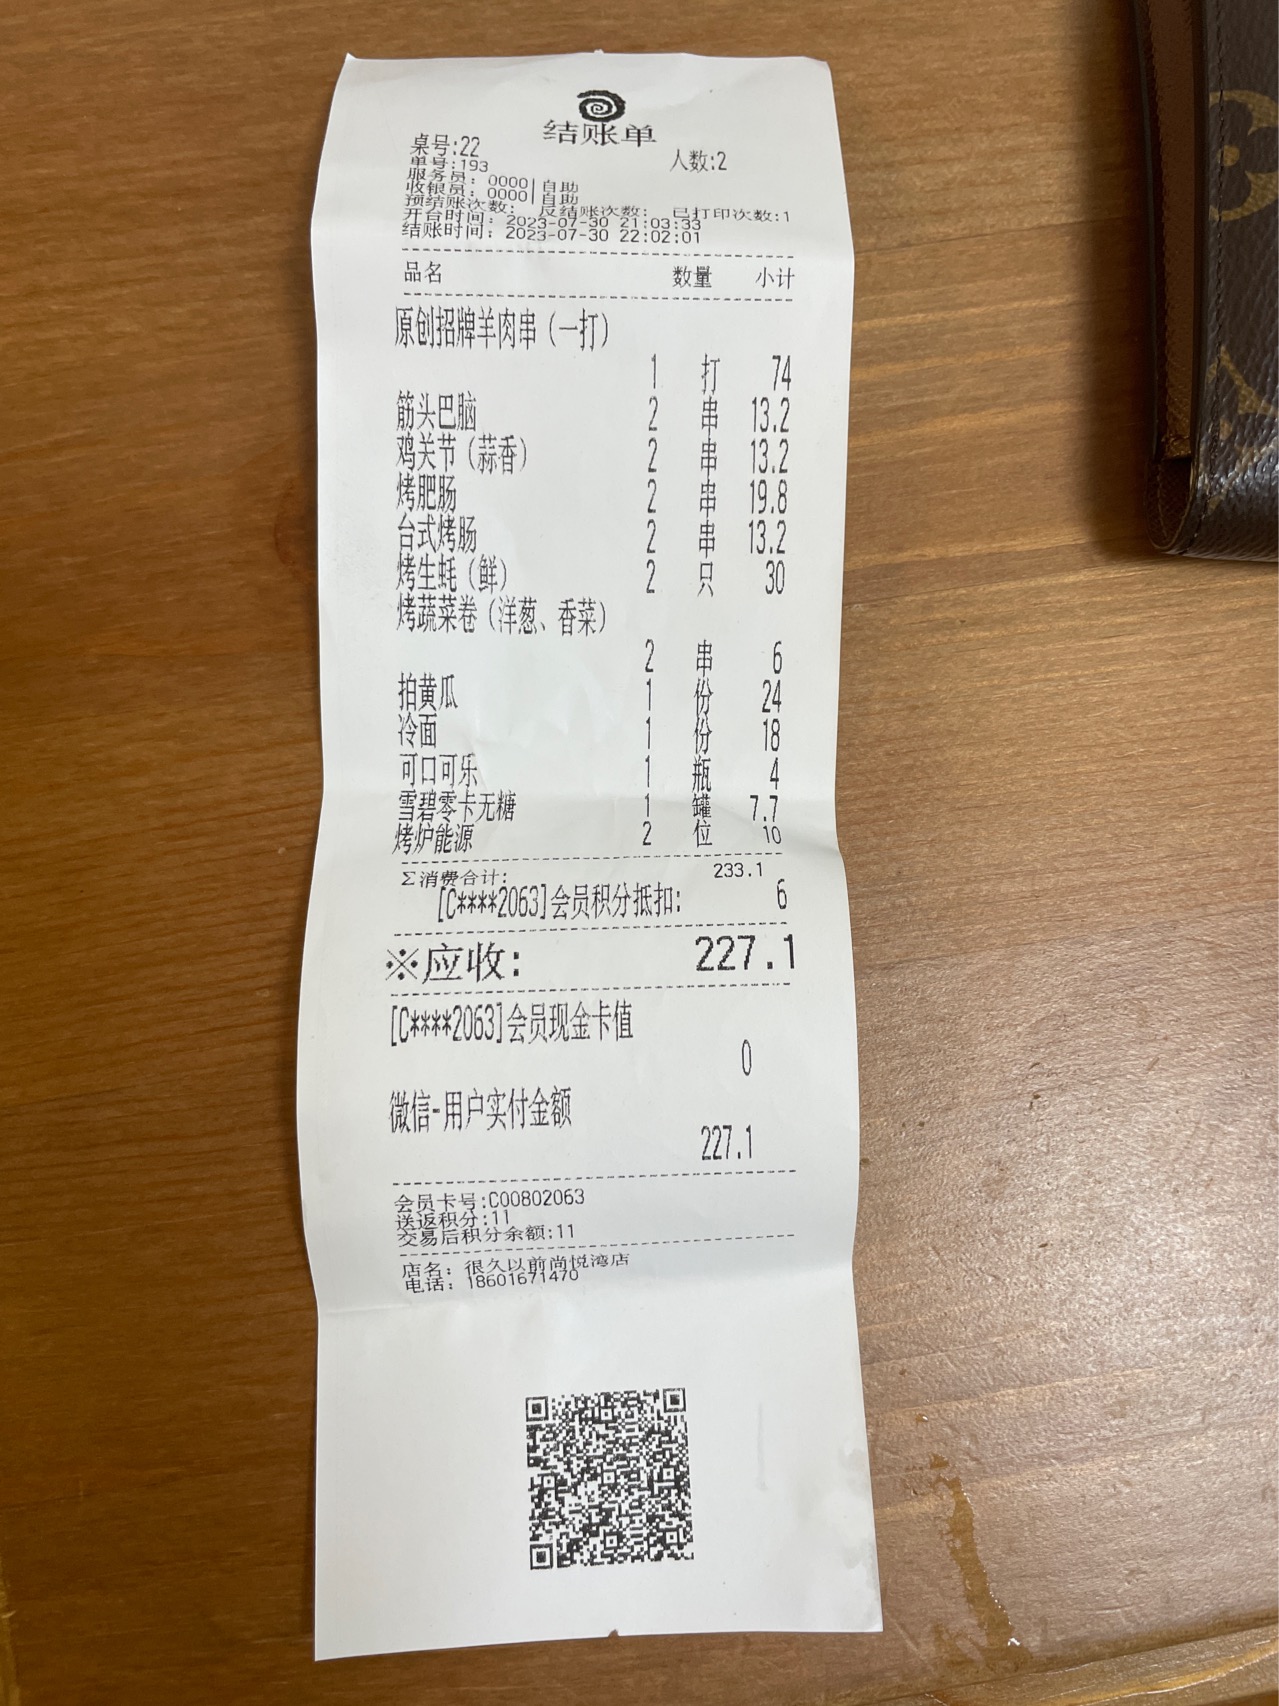 结账单
桌号:22 人数:2
单号:193
服务员: 0000|自助
收银员: 0000|自助
预结账次数: 反结账次数: 已打印次数:1
开台时间: 2023-07-30 21:03:33
结账时间: 2023-07-30 22:02:01
品名 数量 小计
原创招牌羊肉串(一打)
1 打 74
筋头巴脑 2 串 13.2
鸡关节(蒜香) 2 串 13.2
烤肥肠 2 串 19.8
台式烤肠 2 串 13.2
烤生蚝(鲜) 2 只 30
烤蔬菜卷(洋葱、香菜)
2 串 6
拍黄瓜 1 份 24
冷面 1 份 18
可口可乐 1 瓶 4
雪碧零卡无糖 1 罐 7.7
烤炉能源 2 位 10
Σ消费合计: 233.1
[C****2063]会员积分抵扣: 6
※应收: 227.1
[C****2063]会员现金卡值
0
微信-用户实付金额
227.1
会员卡号:C00802063
送返积分:11
交易后积分余额:11
店名: 很久以前尚悦湾店
电话: 18601671470